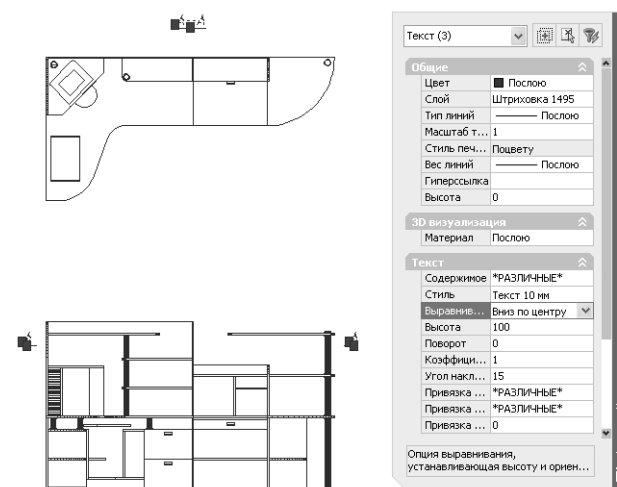 Текст (3)
Общие
Цвет Послою
Слой Штриховка 1495
Тип линий Послою
Масштаб т... 1
Стиль печ... Поцвету
Вес линий Послою
Гиперссылка
Высота 0
3D визуализация
Материал Послою
Текст
Содержимое *РАЗЛИЧНЫЕ*
Стиль Текст 10 мм
Выравнив... Вниз по центру
Высота 100
Поворот 0
Коэффици... 1
Угол накл... 15
Привязка ... *РАЗЛИЧНЫЕ*
Привязка ... *РАЗЛИЧНЫЕ*
Привязка ... 0
Опция выравнивания,
устанавливающая высоту и ориен...